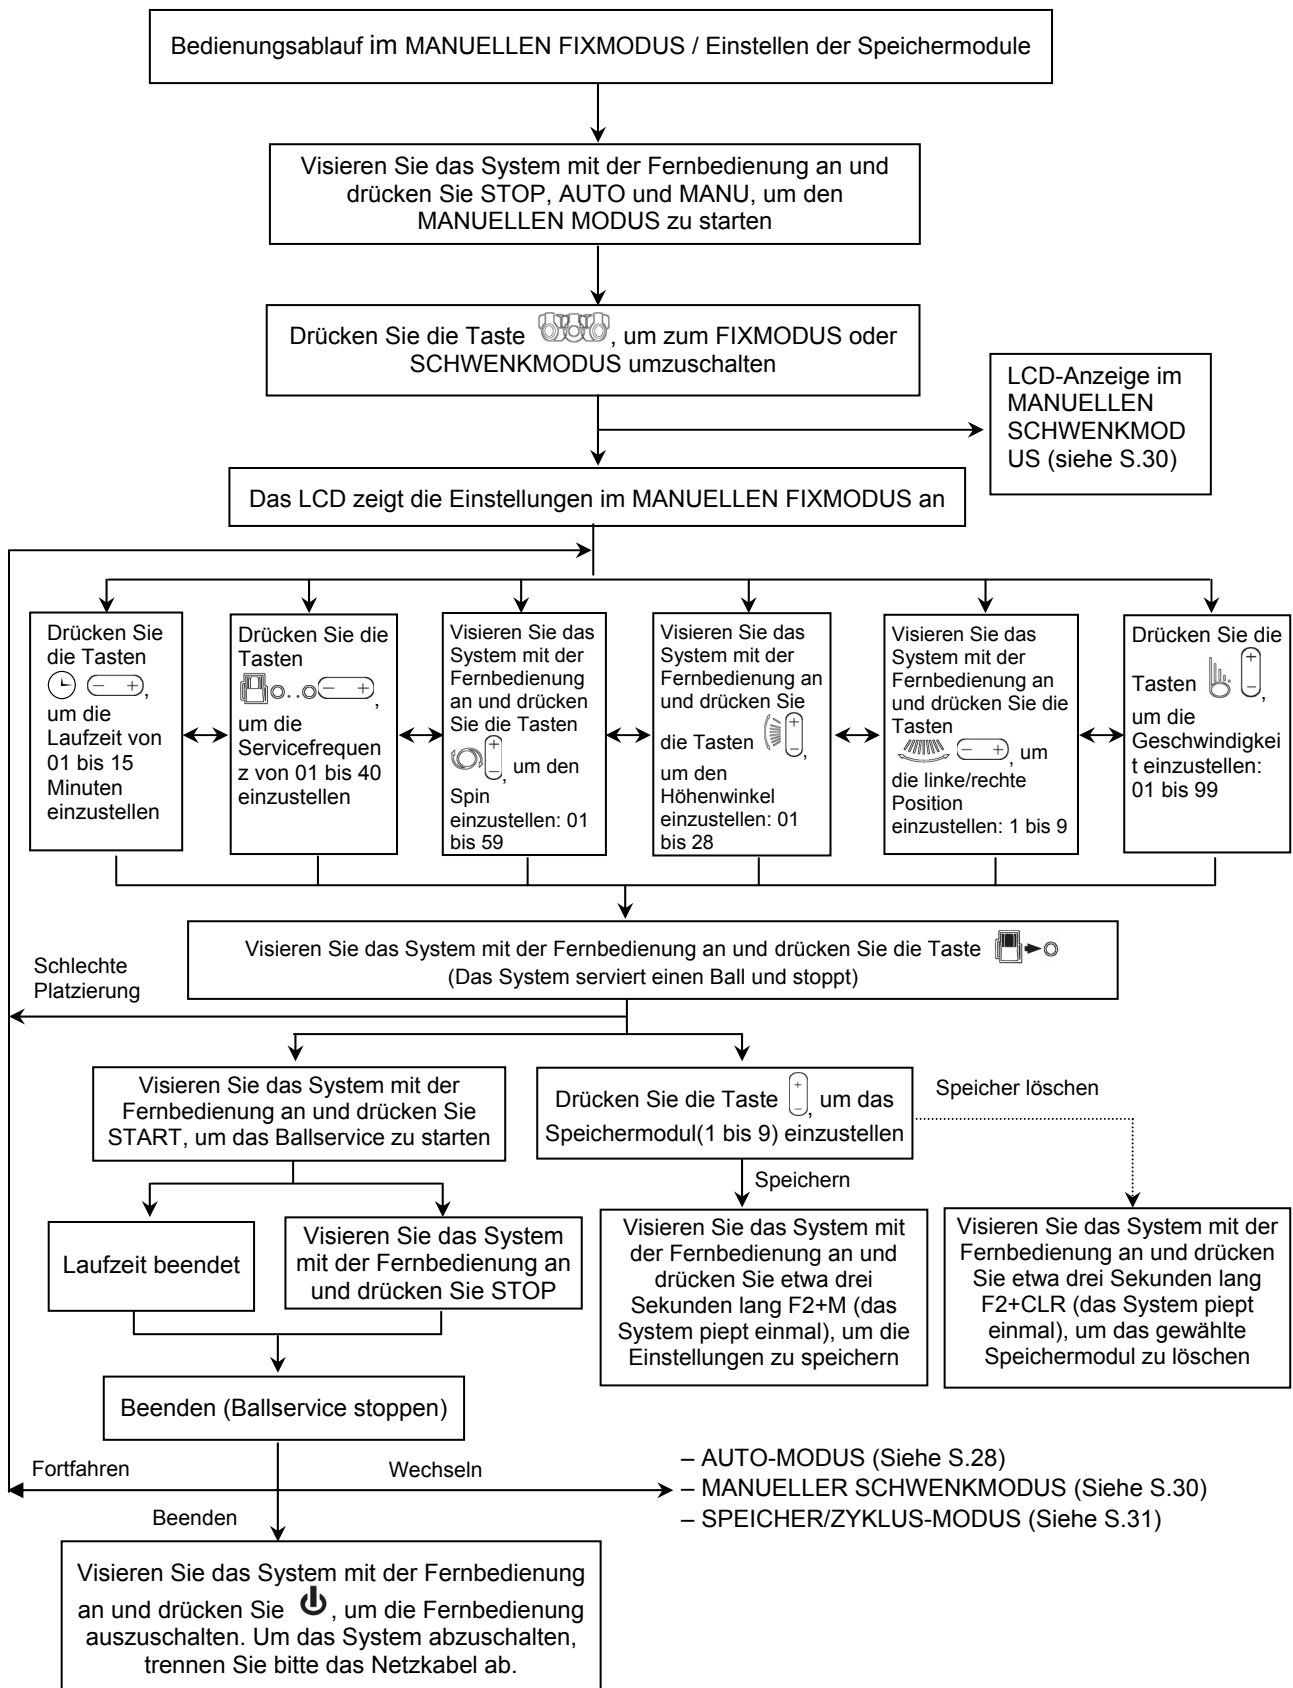 Bedienungsablauf im MANUELLEN FIXMODUS / Einstellen der Speichermodule
Visieren Sie das System mit der Fernbedienung an und
drücken Sie STOP, AUTO und MANU, um den
MANUELLEN MODUS zu starten
Drücken Sie die Taste , um zum FIXMODUS oder
SCHWENKMODUS umzuschalten
LCD-Anzeige im
MANUELLEN
SCHWENKMOD
US (siehe S.30)
Das LCD zeigt die Einstellungen im MANUELLEN FIXMODUS an
Drücken Sie
die Tasten
– + ,
um die
Laufzeit von
01 bis 15
Minuten
einzustellen
Drücken Sie die
Tasten
– + ,
um die
Servicefrequen
z von 01 bis 40
einzustellen
Visieren Sie das
System mit der
Fernbedienung
an und drücken
Sie die Tasten
+ – , um den
Spin
einzustellen: 01
bis 59
Visieren Sie das
System mit der
Fernbedienung
an und drücken Sie
die Tasten + – ,
um den
Höhenwinkel
einzustellen: 01
bis 28
Visieren Sie das
System mit der
Fernbedienung an
und drücken Sie die
Tasten
– + , um
die linke/rechte
Position
einzustellen: 1 bis 9
Drücken Sie die
Tasten + – ,
um die
Geschwindigkei
t einzustellen:
01 bis 99
Visieren Sie das System mit der Fernbedienung an und drücken Sie die Taste
(Das System serviert einen Ball und stoppt)
Schlechte
Platzierung
Visieren Sie das System mit der
Fernbedienung an und drücken Sie
START, um das Ballservice zu starten
Drücken Sie die Taste + – , um das
Speichermodul(1 bis 9) einzustellen
Speicher löschen
Speichern
Laufzeit beendet
Visieren Sie das System
mit der Fernbedienung an
und drücken Sie STOP
Visieren Sie das System mit
der Fernbedienung an und
drücken Sie etwa drei
Sekunden lang F2+M (das
System piept einmal), um die
Einstellungen zu speichern
Visieren Sie das System mit der
Fernbedienung an und drücken
Sie etwa drei Sekunden lang
F2+CLR (das System piept
einmal), um das gewählte
Speichermodul zu löschen
Beenden (Ballservice stoppen)
Fortfahren
Wechseln
– AUTO-MODUS (Siehe S.28)
– MANUELLER SCHWENKMODUS (Siehe S.30)
– SPEICHER/ZYKLUS-MODUS (Siehe S.31)
Beenden
Visieren Sie das System mit der Fernbedienung
an und drücken Sie , um die Fernbedienung
auszuschalten. Um das System abzuschalten,
trennen Sie bitte das Netzkabel ab.